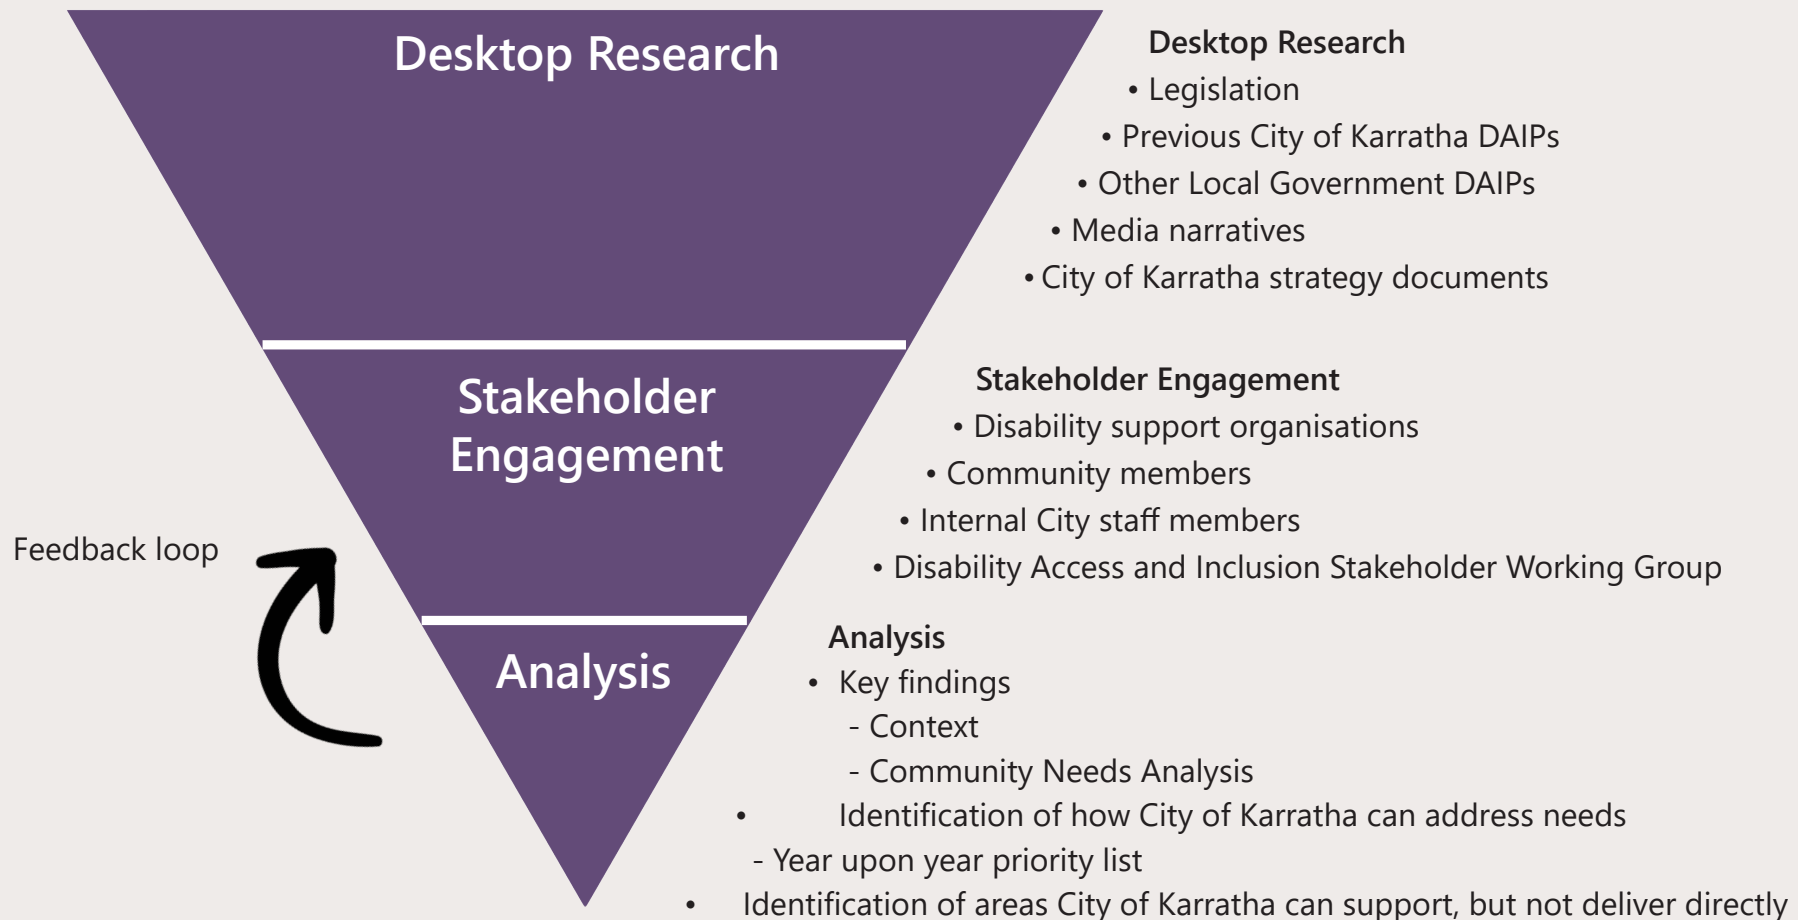 Desktop Research
Desktop Research
• Legislation
• Previous City of Karratha DAIPs
• Other Local Government DAIPs
• Media narratives
• City of Karratha strategy documents
Stakeholder
Engagement
Stakeholder Engagement
• Disability support organisations
• Community members
• Internal City staff members
• Disability Access and Inclusion Stakeholder Working Group
Feedback loop
Analysis
Analysis
• Key findings
- Context
- Community Needs Analysis
• Identification of how City of Karratha can address needs
- Year upon year priority list
• Identification of areas City of Karratha can support, but not deliver directly